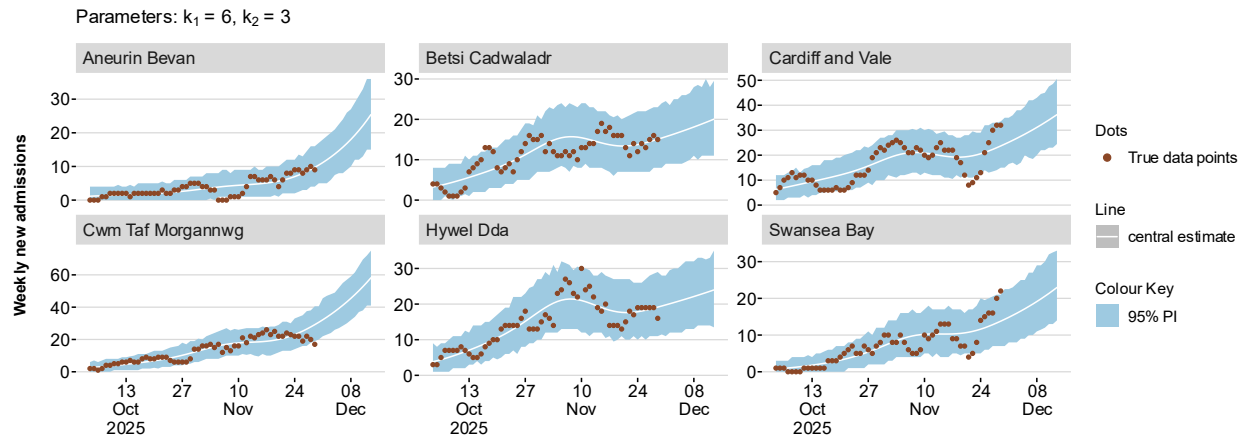 Parameters: k₁ = 6, k₂ = 3
Aneurin Bevan
Betsi Cadwaladr
Cardiff and Vale
30
20
10
0
30
20
10
0
50
40
30
20
10
0
Cwm Taf Morgannwg
Hywel Dda
Swansea Bay
60
40
20
0
30
20
10
0
30
20
10
0
13 27 10 24 08
Oct Nov Dec
2025
13 27 10 24 08
Oct Nov Dec
2025
13 27 10 24 08
Oct Nov Dec
2025
Weekly new admissions
Dots
True data points
Line
central estimate
Colour Key
95% PI